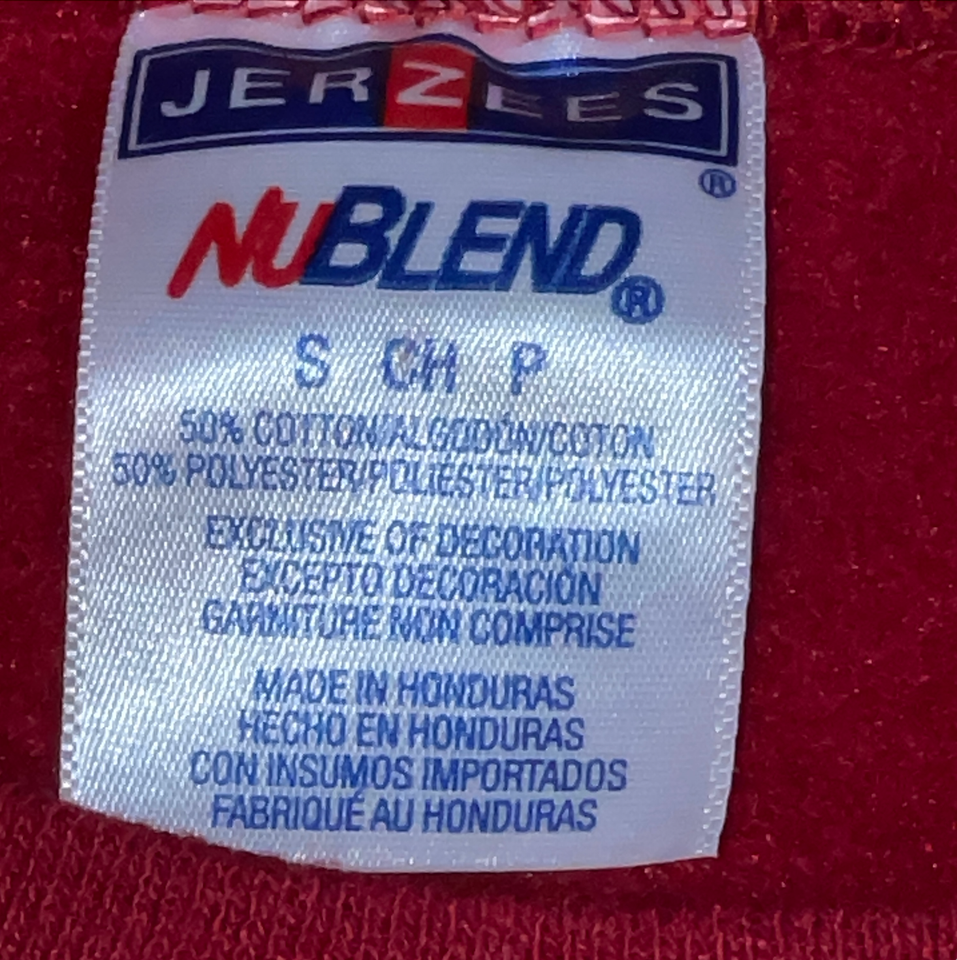 JERZEES
®
NUBLEND®
S CH P
50% COTTON/ALGODÓN/COTON
50% POLYESTER/POLIÉSTER/POLYESTER
EXCLUSIVE OF DECORATION
EXCEPTO DECORACIÓN
GARNITURE NON COMPRISE
MADE IN HONDURAS
HECHO EN HONDURAS
CON INSUMOS IMPORTADOS
FABRIQUÉ AU HONDURAS